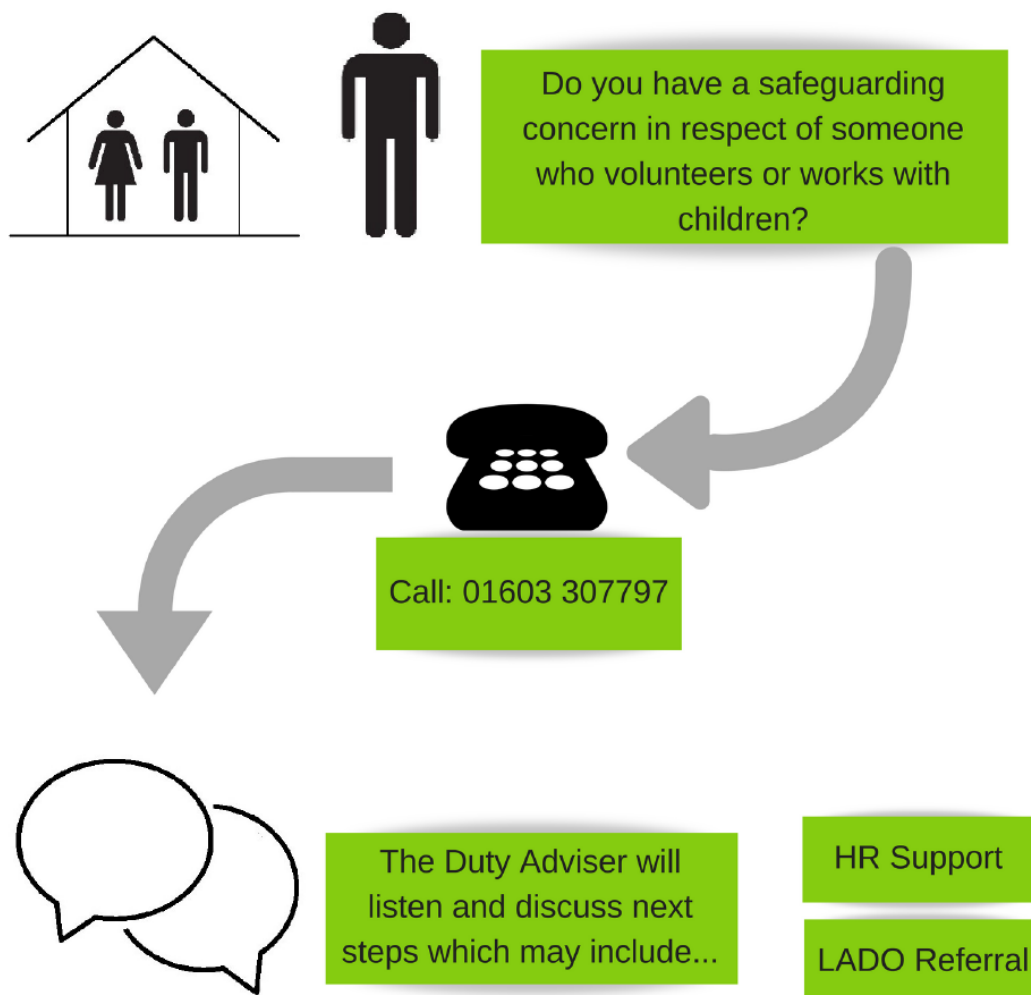 Do you have a safeguarding
concern in respect of someone
who volunteers or works with
children?
Call: 01603 307797
The Duty Adviser will
listen and discuss next
steps which may include...
HR Support
LADO Referral